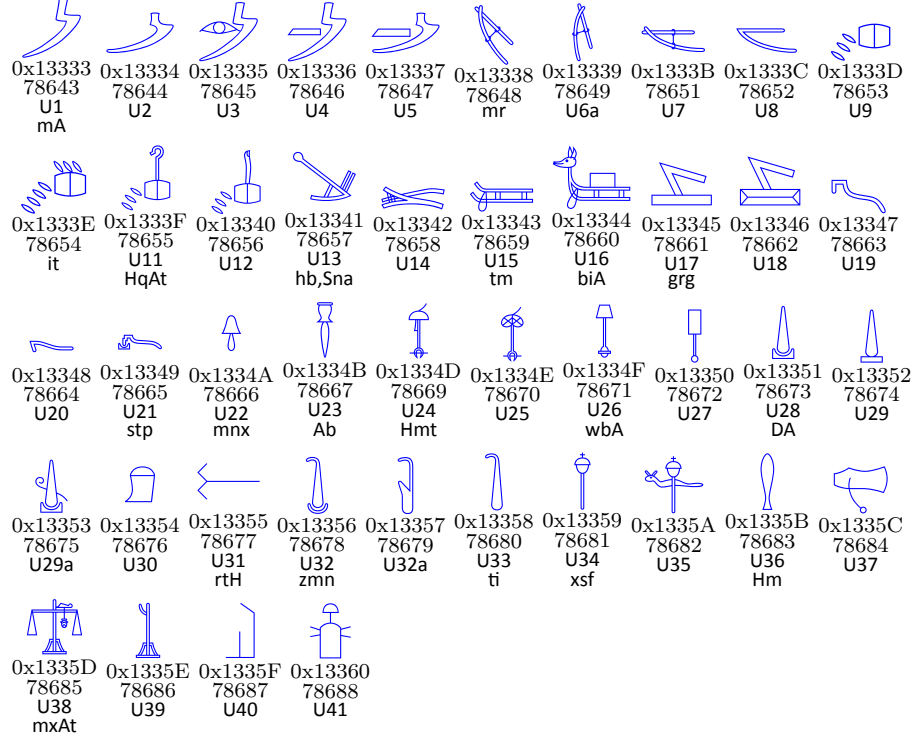 0x13333 0x13334 0x13335 0x13336 0x13337 0x13338 0x13339 0x1333B 0x1333C 0x1333D
78643 78644 78645 78646 78647 78648 78649 78651 78652 78653
U1 U2 U3 U4 U5 mr U6a U7 U8 U9
mA
0x1333E 0x1333F 0x13340 0x13341 0x13342 0x13343 0x13344 0x13345 0x13346 0x13347
78654 78655 78656 78657 78658 78659 78660 78661 78662 78663
it U11 U12 U13 U14 U15 U16 U17 U18 U19
HqAt hb,Sna tm biA grg
0x13348 0x13349 0x1334A 0x1334B 0x1334D 0x1334E 0x1334F 0x13350 0x13351 0x13352
78664 78665 78666 78667 78669 78670 78671 78672 78673 78674
U20 U21 U22 U23 U24 U25 U26 U27 U28 U29
stp mnx Ab Hmt wbA DA
0x13353 0x13354 0x13355 0x13356 0x13357 0x13358 0x13359 0x1335A 0x1335B 0x1335C
78675 78676 78677 78678 78679 78680 78681 78682 78683 78684
U29a U30 U31 U32 U32a U33 U34 U35 U36 U37
rtH zmn ti xsf Hm
0x1335D 0x1335E 0x1335F 0x13360
78685 78686 78687 78688
U38 U39 U40 U41
mxAt